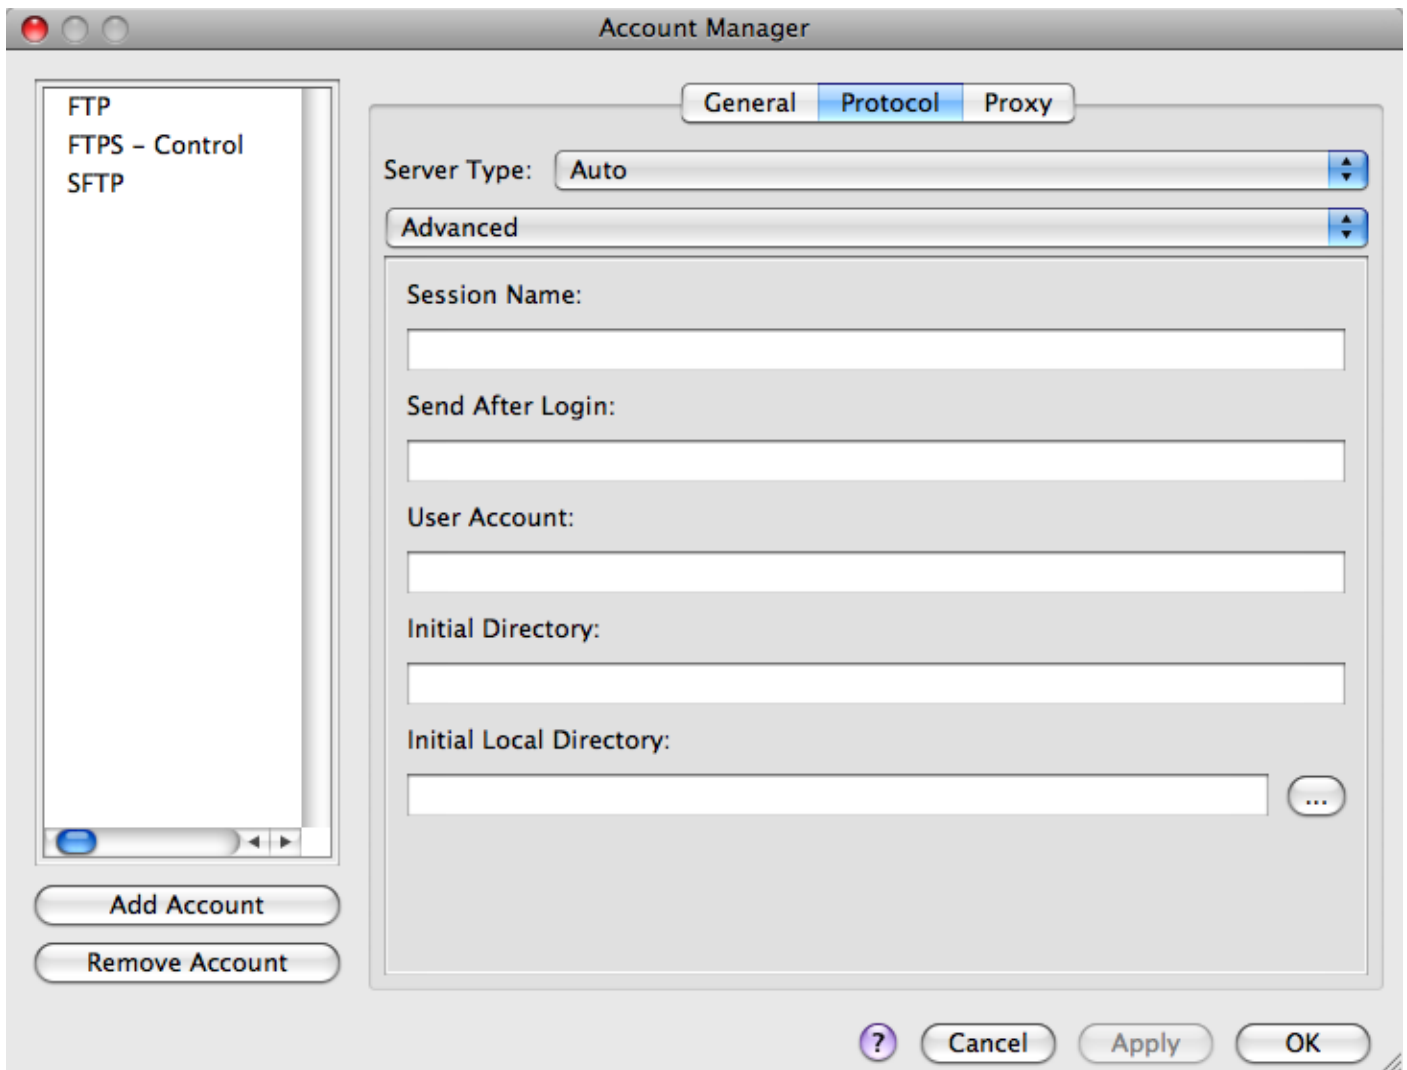 Account Manager
FTP
FTPS – Control
SFTP
Add Account
Remove Account
General Protocol Proxy
Server Type: Auto
Advanced
Session Name:
Send After Login:
User Account:
Initial Directory:
Initial Local Directory:
...
? Cancel Apply OK